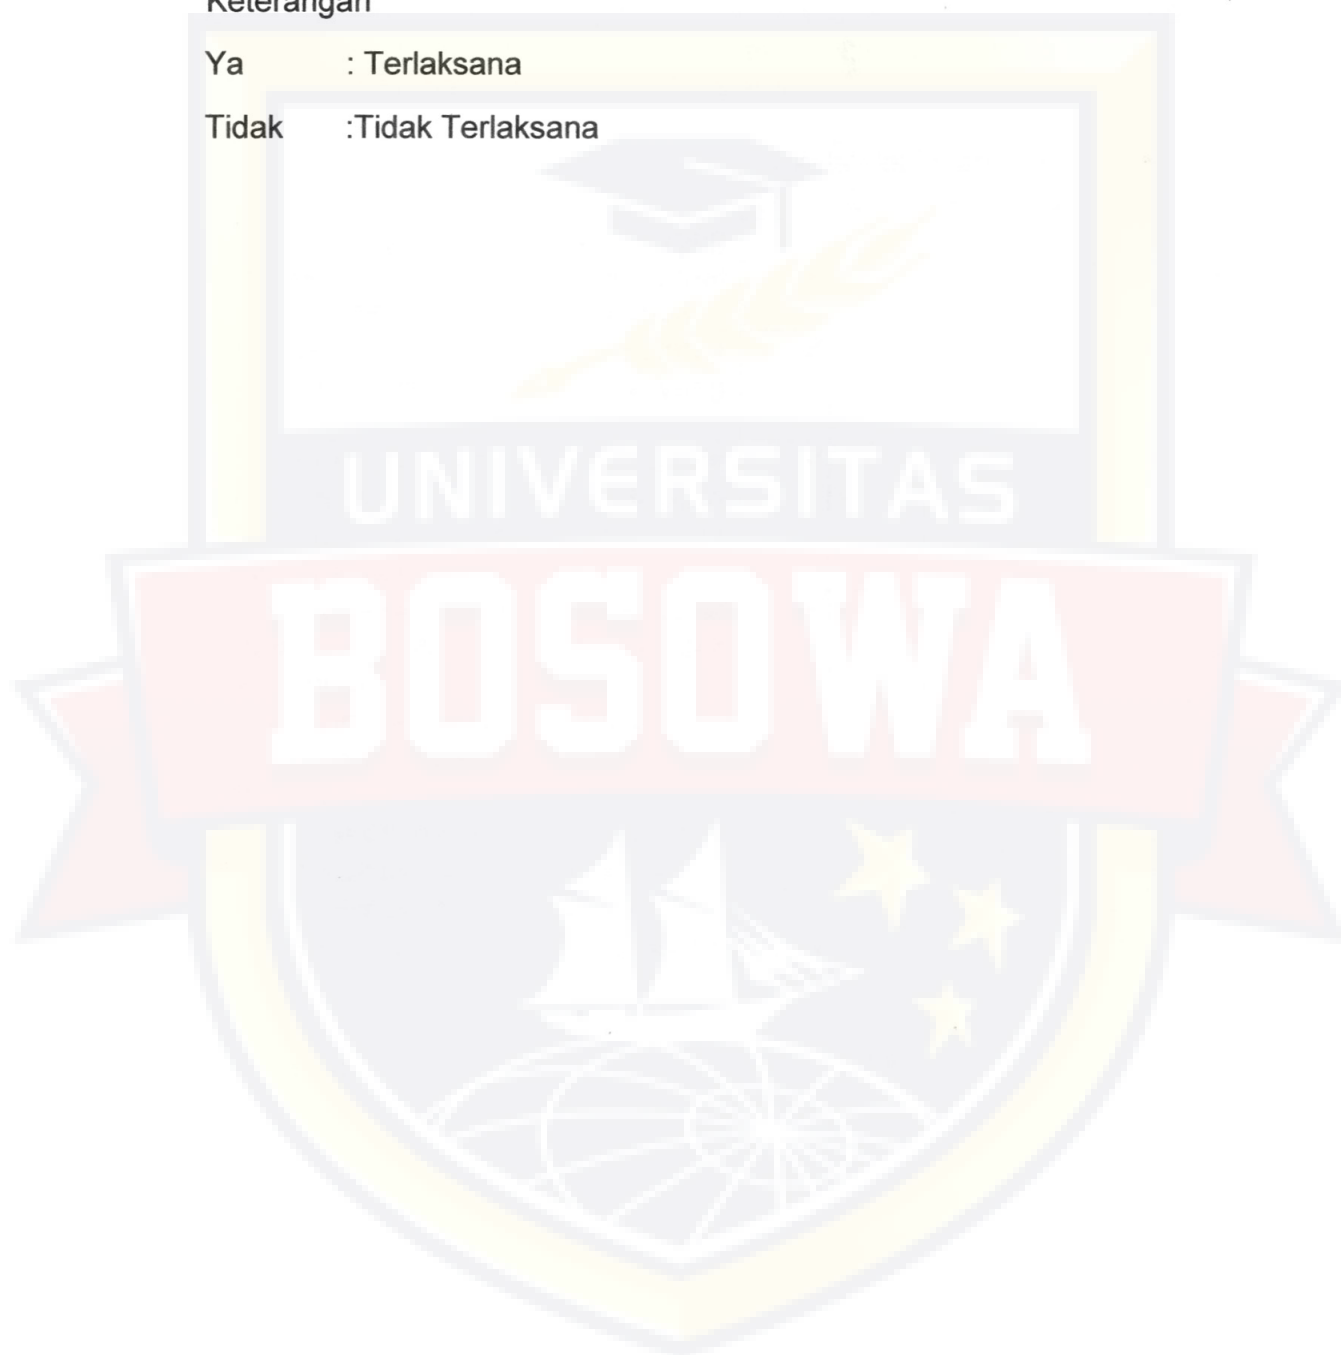 Keterangan
Ya : Terlaksana
Tidak :Tidak Terlaksana
UNIVERSITAS
BOSOWA